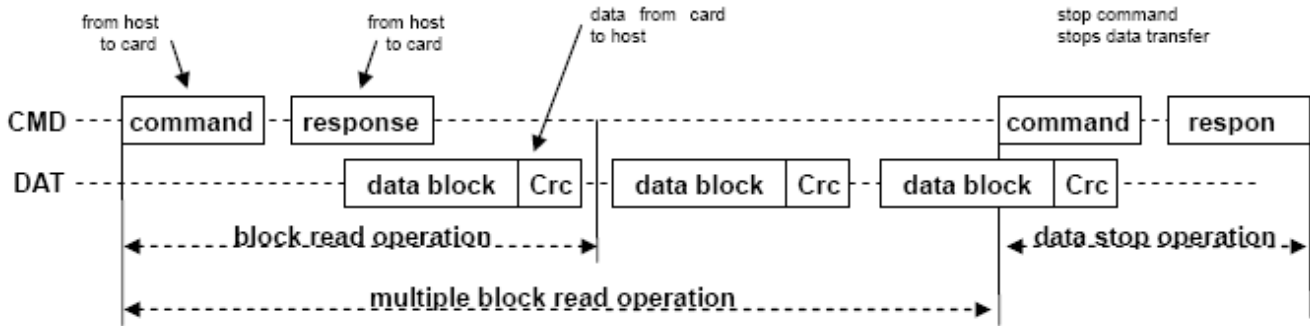 from host
to card
from host
to card
data from card
to host
stop command
stops data transfer
CMD command response command respon
DAT data block Crc data block Crc data block Crc
block read operation data stop operation
multiple block read operation